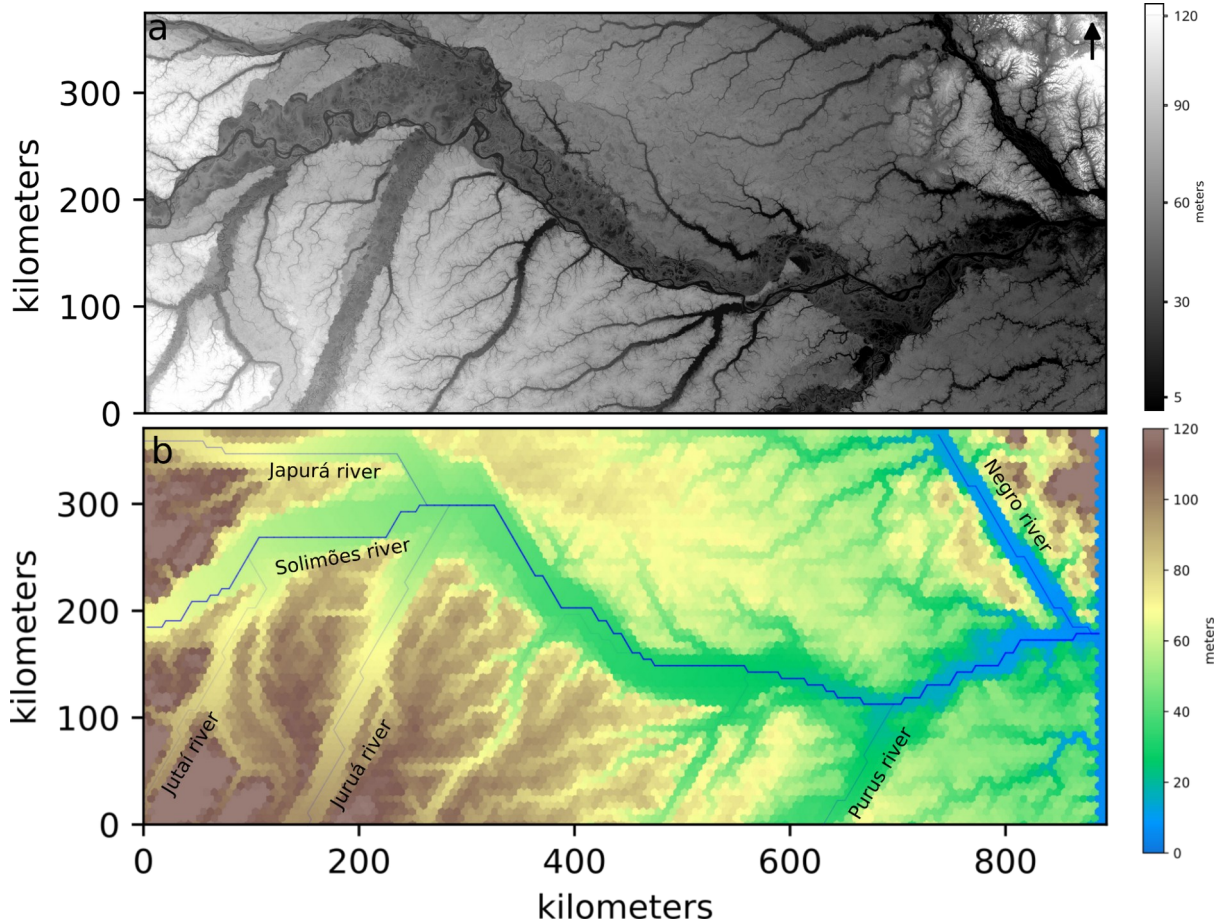 a
kilometers
300
200
100
0
120
90
60
30
5
meters
b
Japurá river
Solimões river
Jutaí river
Juruá river
Purus river
Negro river
kilometers
300
200
100
0
0
200
400
600
800
kilometers
120
100
80
60
40
20
0
meters